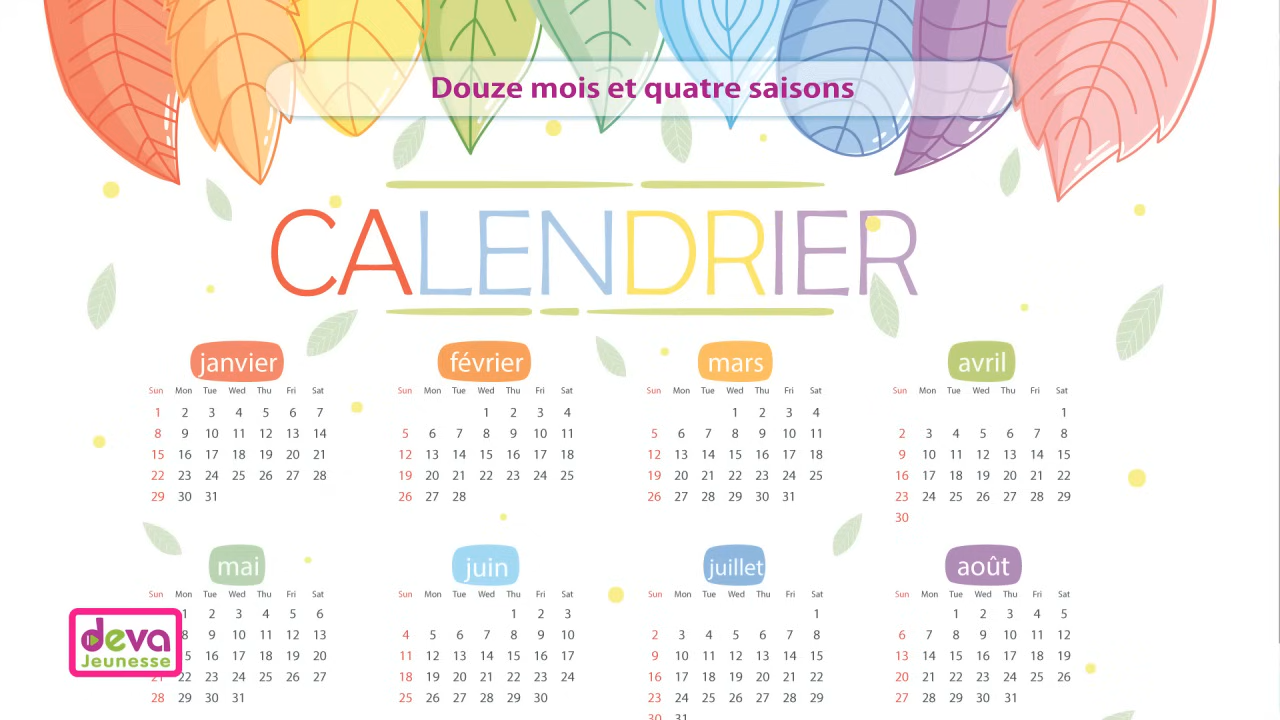 Douze mois et quatre saisons
CALENDRIER
janvier février mars avril
Sun Mon Tue Wed Thu Fri Sat Sun Mon Tue Wed Thu Fri Sat Sun Mon Tue Wed Thu Fri Sat Sun Mon Tue Wed Thu Fri Sat
1 2 3 4 5 6 7 1 2 3 4 1 2 3 4 1
8 9 10 11 12 13 14 5 6 7 8 9 10 11 5 6 7 8 9 10 11 2 3 4 5 6 7 8
15 16 17 18 19 20 21 12 13 14 15 16 17 18 12 13 14 15 16 17 18 9 10 11 12 13 14 15
22 23 24 25 26 27 28 19 20 21 22 23 24 25 19 20 21 22 23 24 25 16 17 18 19 20 21 22
29 30 31 26 27 28 26 27 28 29 30 31 23 24 25 26 27 28 29
30
mai juin juillet août
Sun Mon Tue Wed Thu Fri Sat Sun Mon Tue Wed Thu Fri Sat Sun Mon Tue Wed Thu Fri Sat Sun Mon Tue Wed Thu Fri Sat
1 2 3 4 5 6 1 2 3 1 1 2 3 4 5
8 9 10 11 12 13 4 5 6 7 8 9 10 2 3 4 5 6 7 8 6 7 8 9 10 11 12
16 17 18 19 20 11 12 13 14 15 16 17 9 10 11 12 13 14 15 13 14 15 16 17 18 19
21 22 23 24 25 26 27 18 19 20 21 22 23 24 16 17 18 19 20 21 22 20 21 22 23 24 25 26
28 29 30 31 25 26 27 28 29 30 23 24 25 26 27 28 29 27 28 29 30 31
30 31
deva
Jeunesse